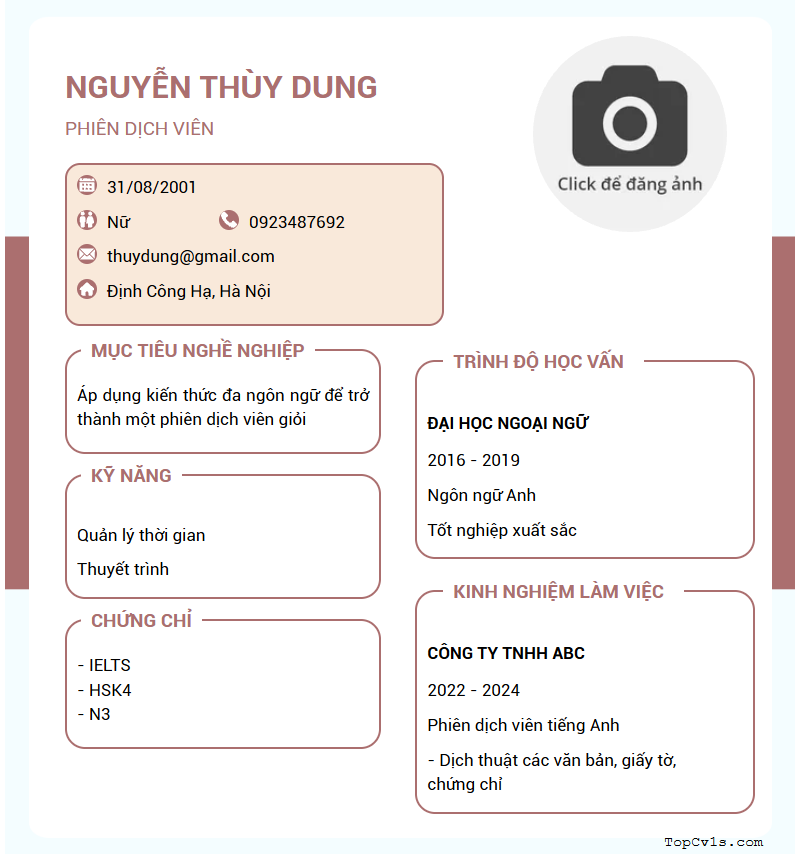 NGUYỄN THÙY DUNG
PHIÊN DỊCH VIÊN
Click để đăng ảnh
31/08/2001
Nữ
0923487692
thuydung@gmail.com
Định Công Hạ, Hà Nội
MỤC TIÊU NGHỀ NGHIỆP
Áp dụng kiến thức đa ngôn ngữ để trở
thành một phiên dịch viên giỏi
KỸ NĂNG
Quản lý thời gian
Thuyết trình
CHỨNG CHỈ
- IELTS
- HSK4
- N3
TRÌNH ĐỘ HỌC VẤN
ĐẠI HỌC NGOẠI NGỮ
2016 - 2019
Ngôn ngữ Anh
Tốt nghiệp xuất sắc
KINH NGHIỆM LÀM VIỆC
CÔNG TY TNHH ABC
2022 - 2024
Phiên dịch viên tiếng Anh
- Dịch thuật các văn bản, giấy tờ,
chứng chỉ
TopCv1s.com